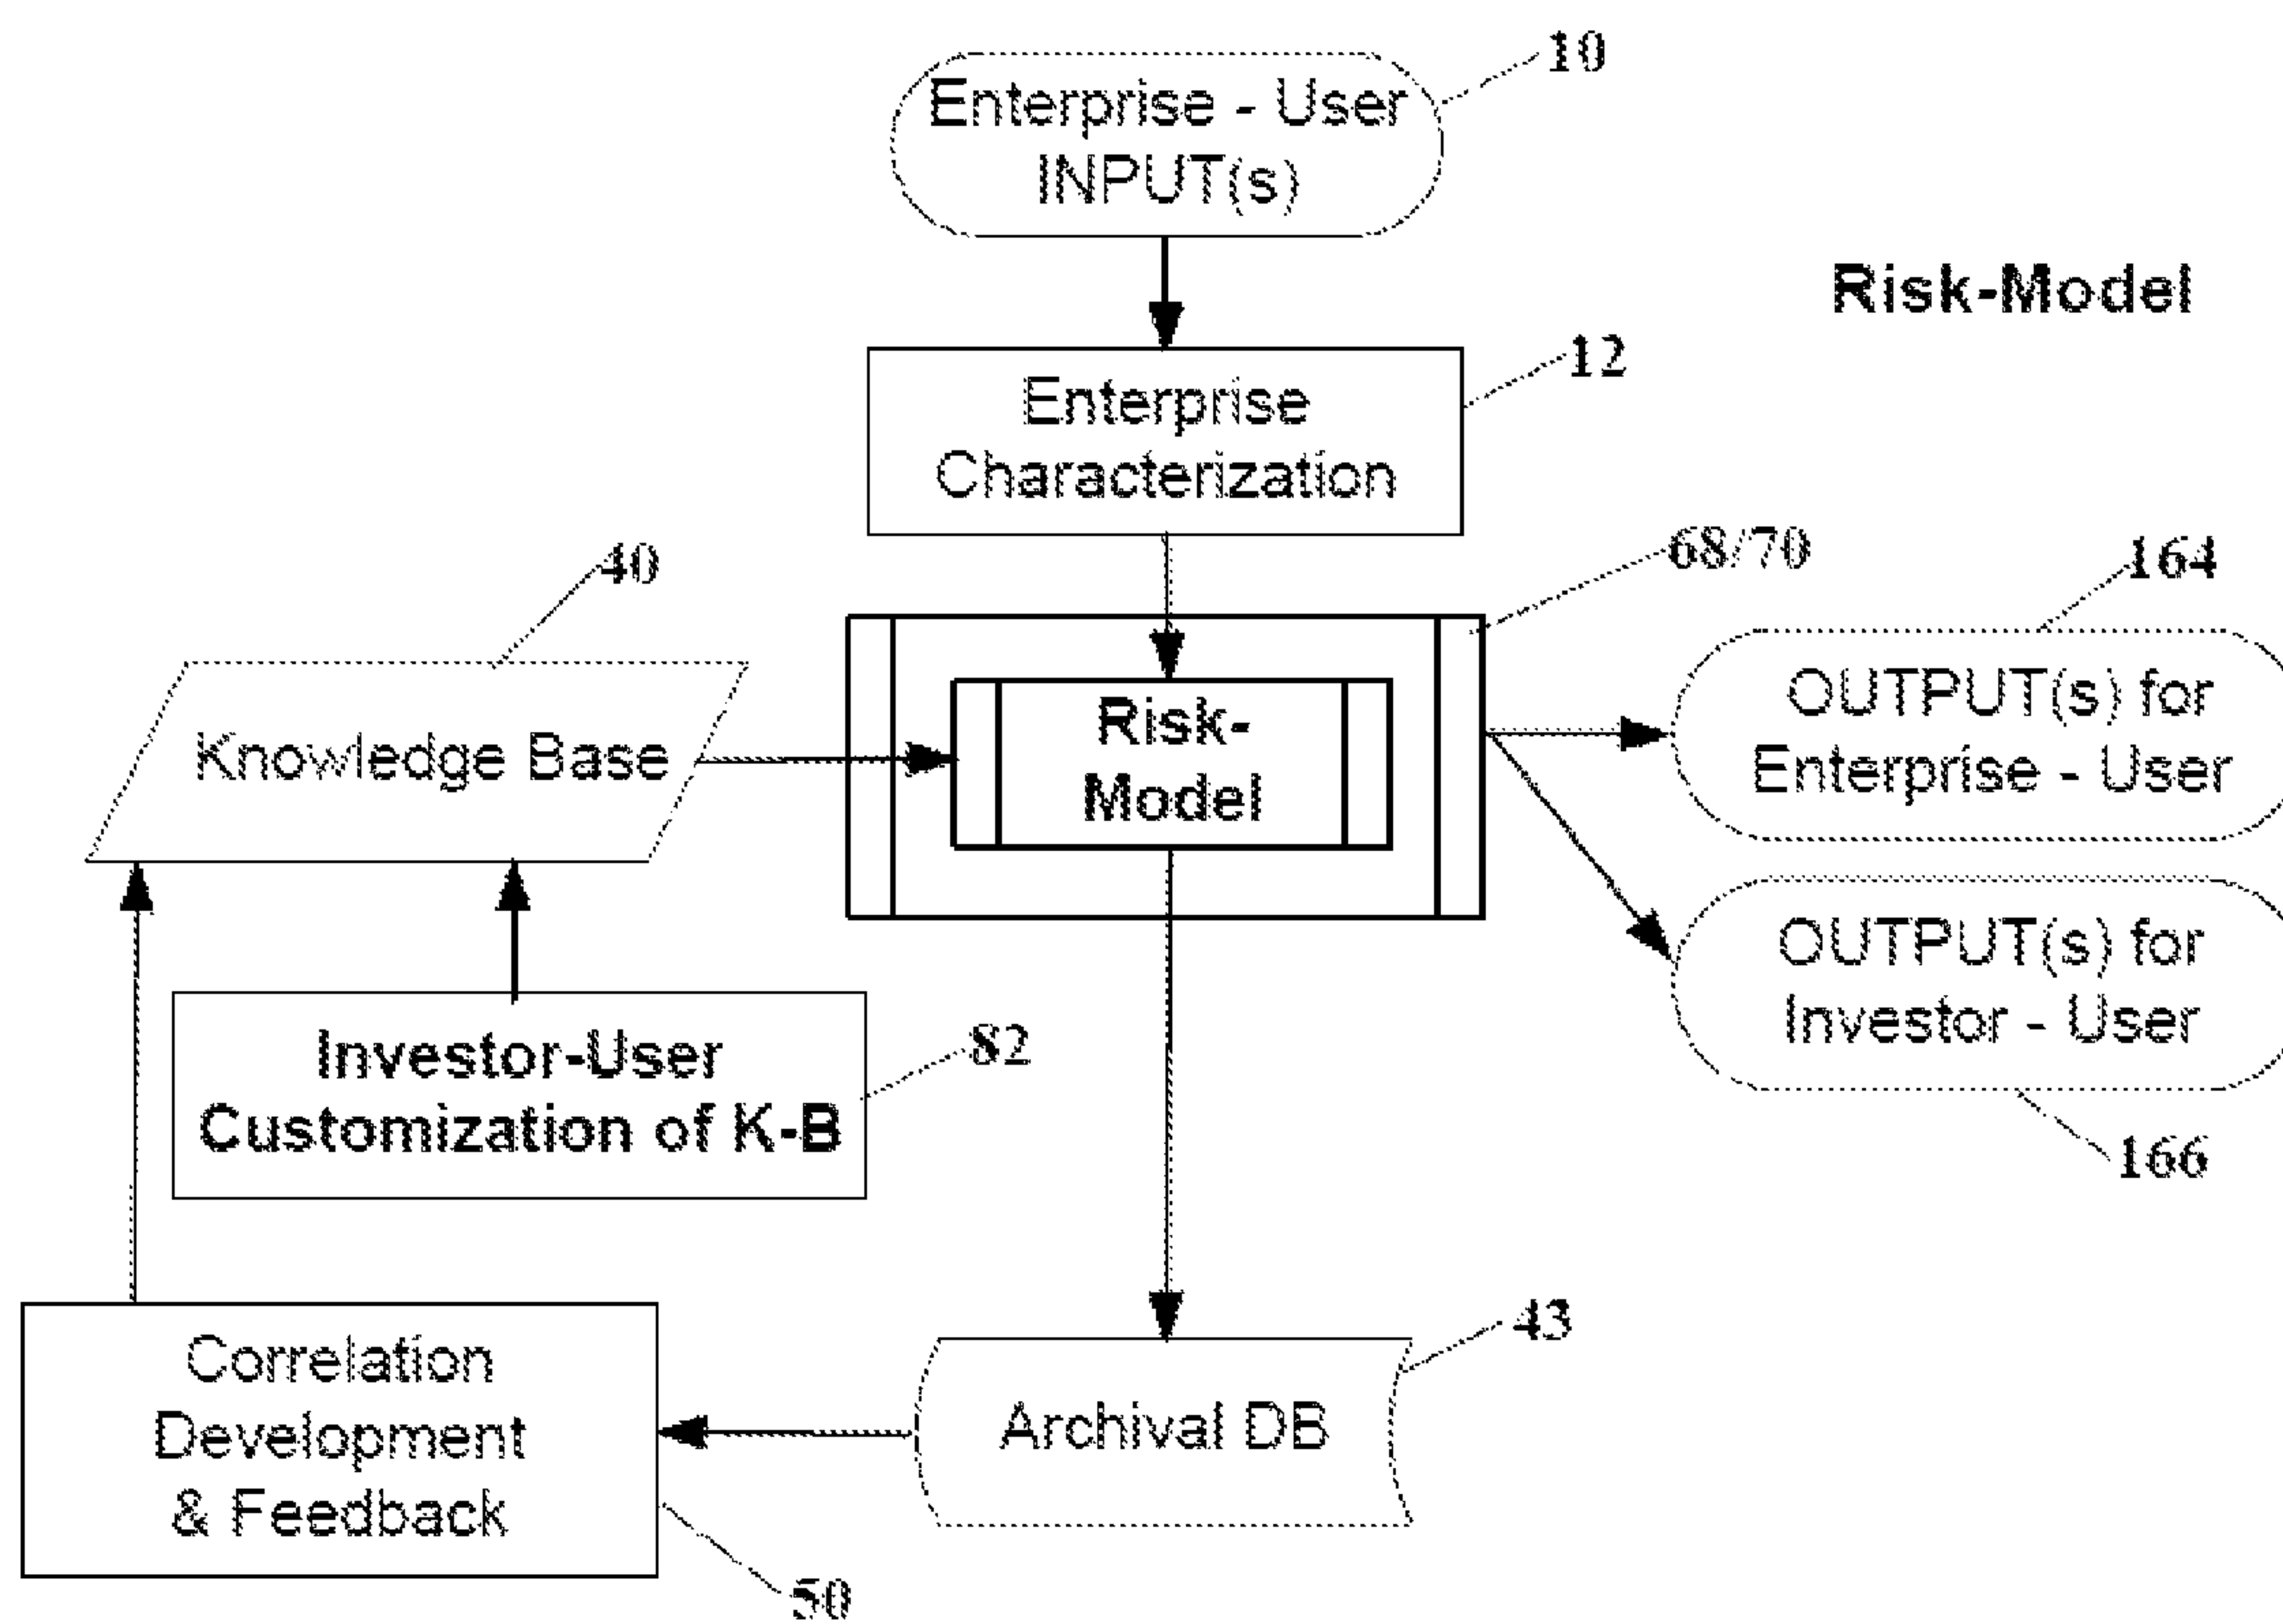 10
Enterprise - User
INPUT(s)
Risk-Model
12
Enterprise
Characterization
40
68/70
164
Knowledge Base
Risk-
Model
OUTPUT(s) for
Enterprise - User
OUTPUT(s) for
Investor - User
166
Investor-User
Customization of K-B
82
43
Correlation
Development
& Feedback
Archival DB
50